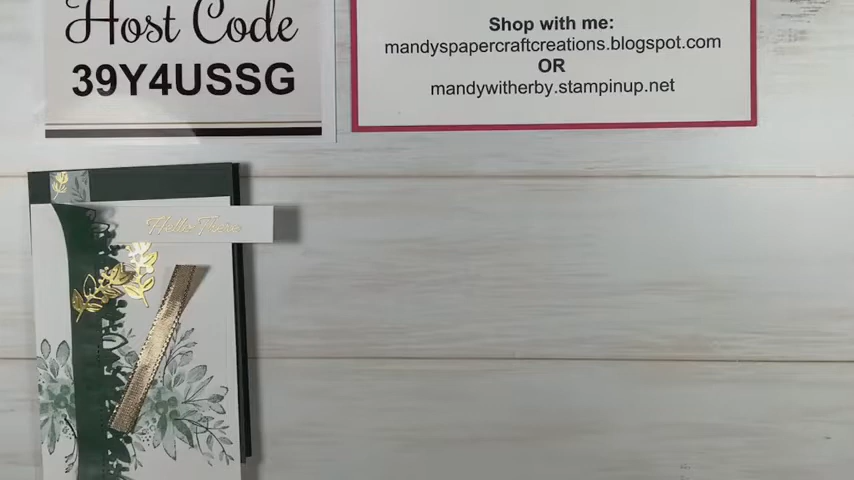 Host Code
39Y4USSG
Shop with me:
mandyspapercraftcreations.blogspot.com
OR
mandywitherby.stampinup.net
Hello There